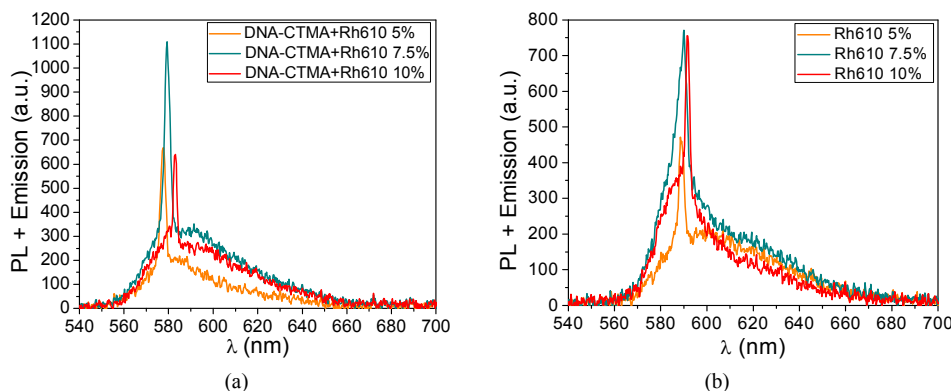 PL + Emission (a.u.)
1200
1100
1000
900
800
700
600
500
400
300
200
100
0
DNA-CTMA+Rh610 5%
DNA-CTMA+Rh610 7.5%
DNA-CTMA+Rh610 10%
540 560 580 600 620 640 660 680 700
λ (nm)
(a)
PL + Emission (a.u.)
800
700
600
500
400
300
200
100
0
Rh610 5%
Rh610 7.5%
Rh610 10%
540 560 580 600 620 640 660 680 700
λ (nm)
(b)